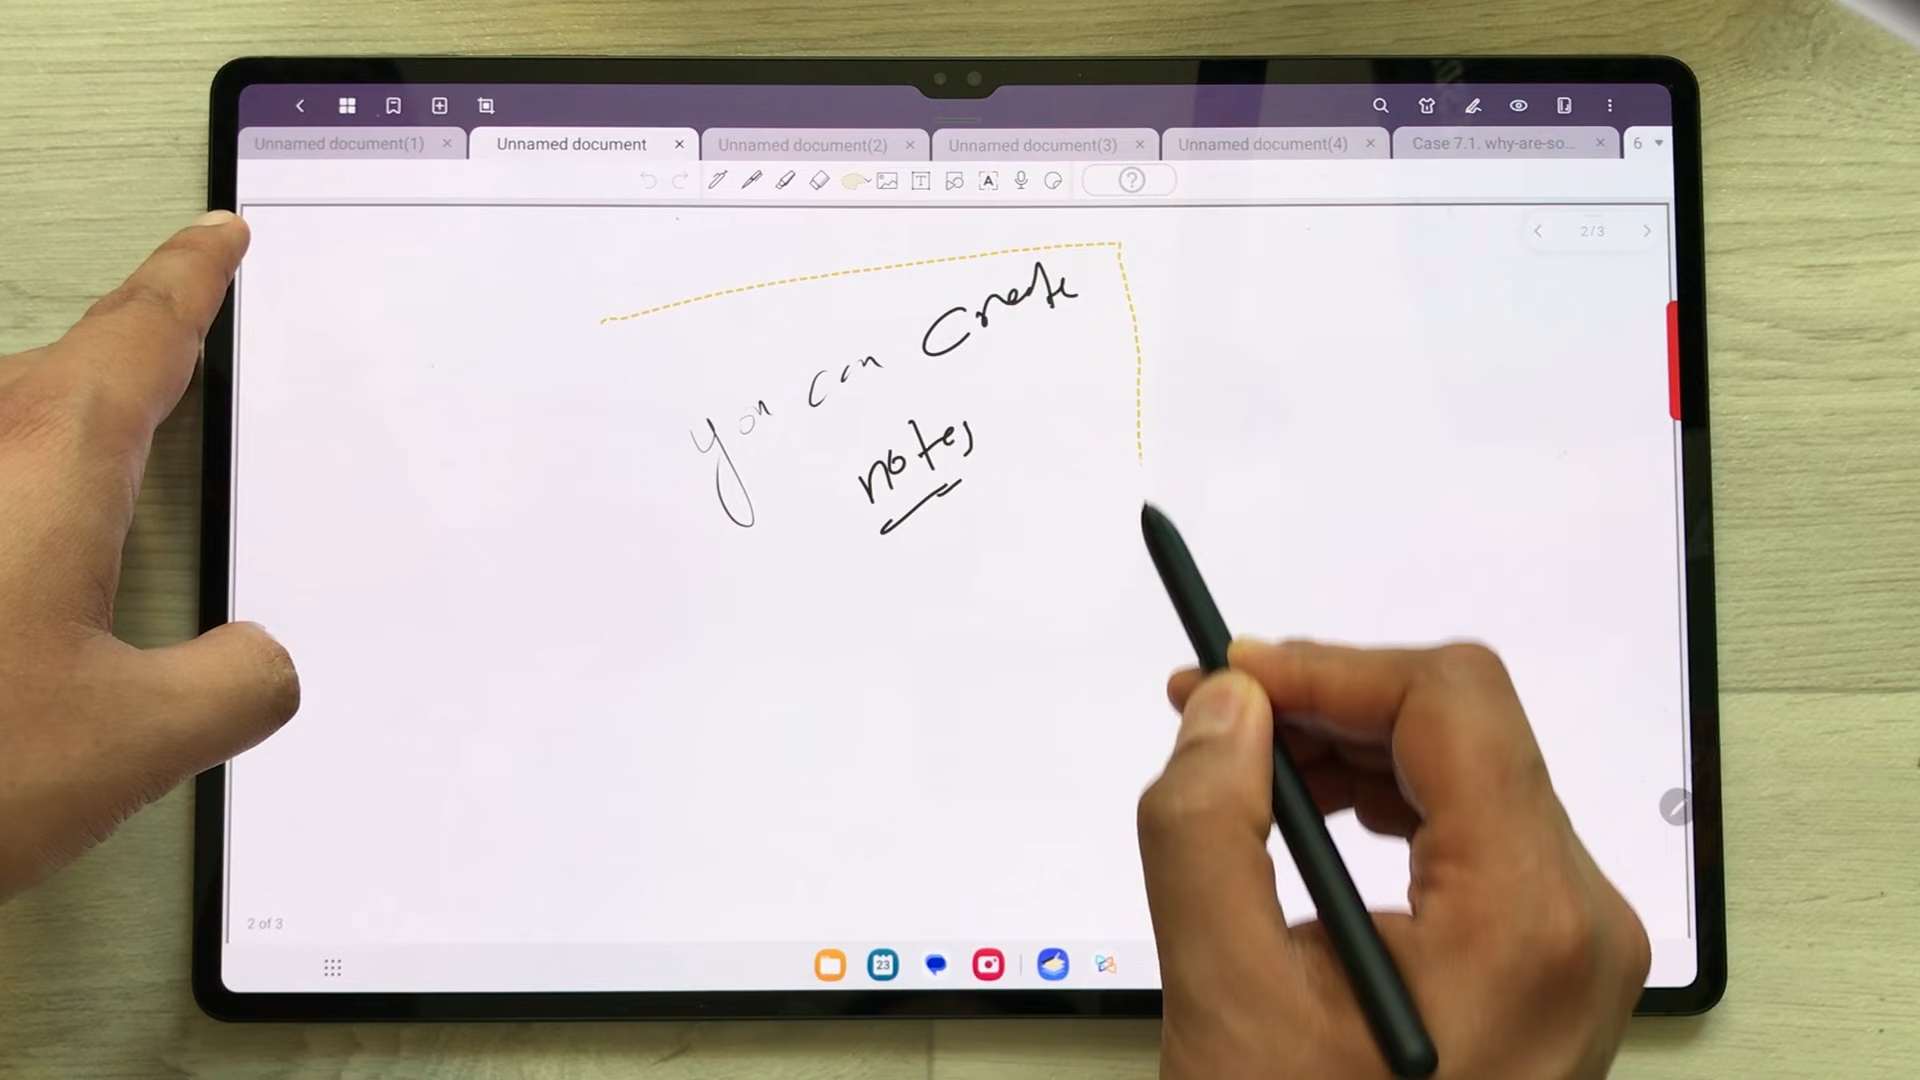 Unnamed document(1) Unnamed document Unnamed document(2) Unnamed document(3) Unnamed document(4) Case 7.1. why-are-so... 6
2/3
you can Create
notes
2 of 3
23